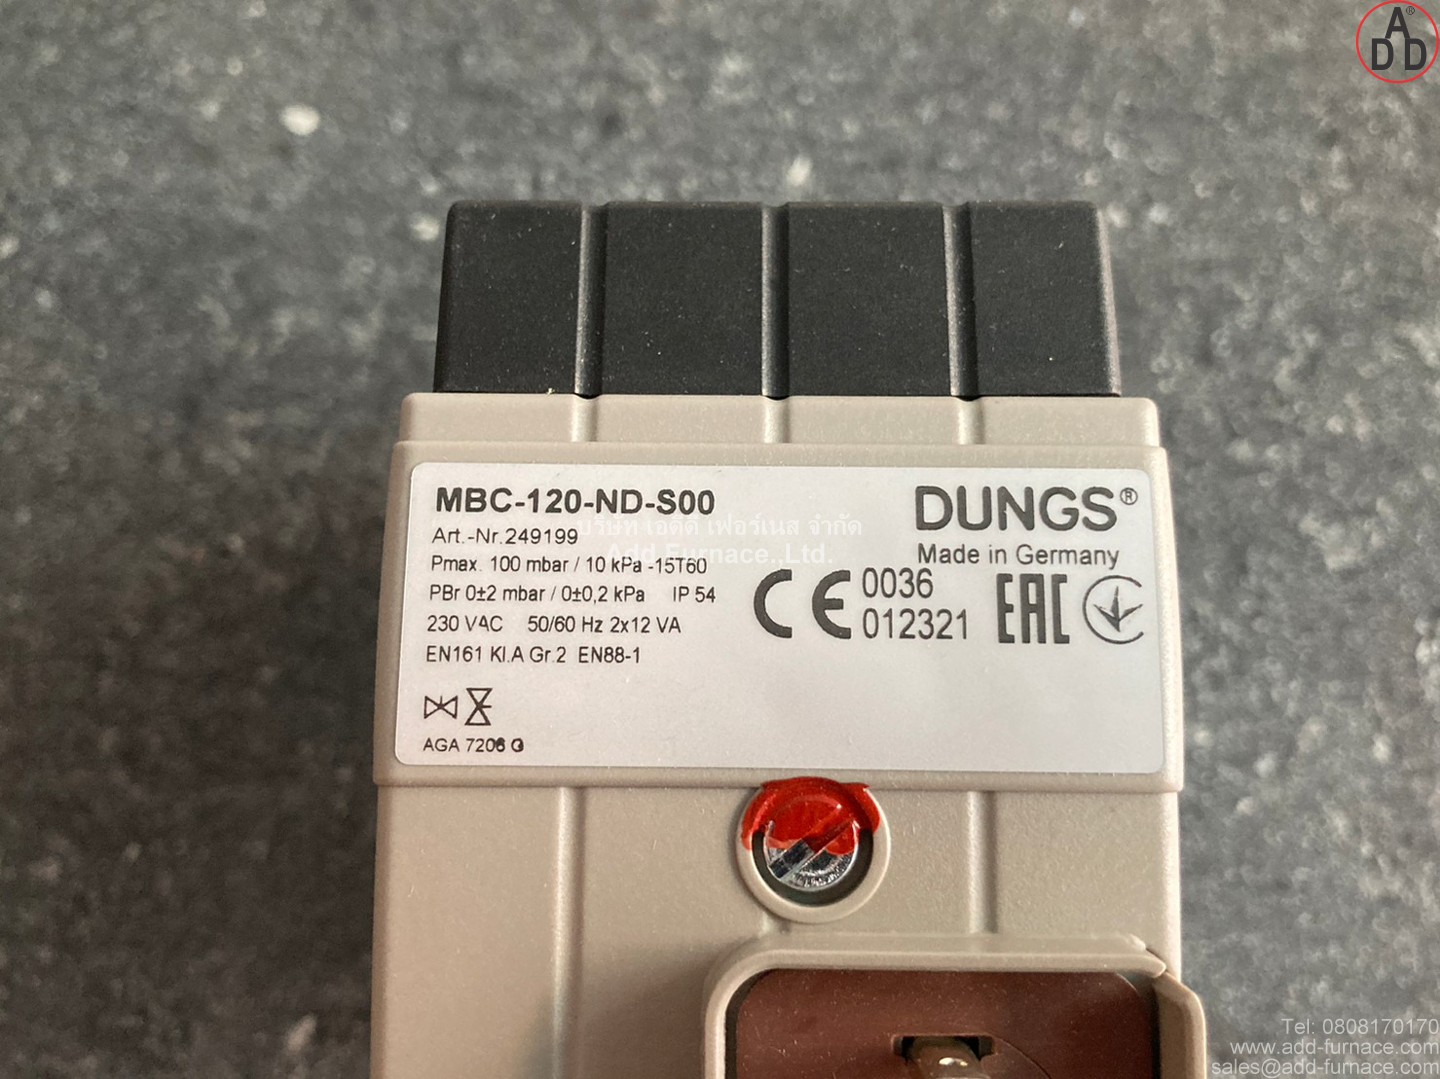 ADD®
MBC-120-ND-S00
Art.-Nr.249199
Pmax. 100 mbar / 10 kPa -15T60
PBr 0±2 mbar / 0±0,2 kPa IP 54
230 VAC 50/60 Hz 2x12 VA
EN161 Kl.A Gr.2 EN88-1
AGA 7206 G
DUNGS®
Made in Germany
CE 0036
012321
EAC
บริษัท เอดดี เฟอร์เนส จำกัด
Add Furnace.,Ltd.
Tel: 0808170170
www.add-furnace.com
sales@add-furnace.com